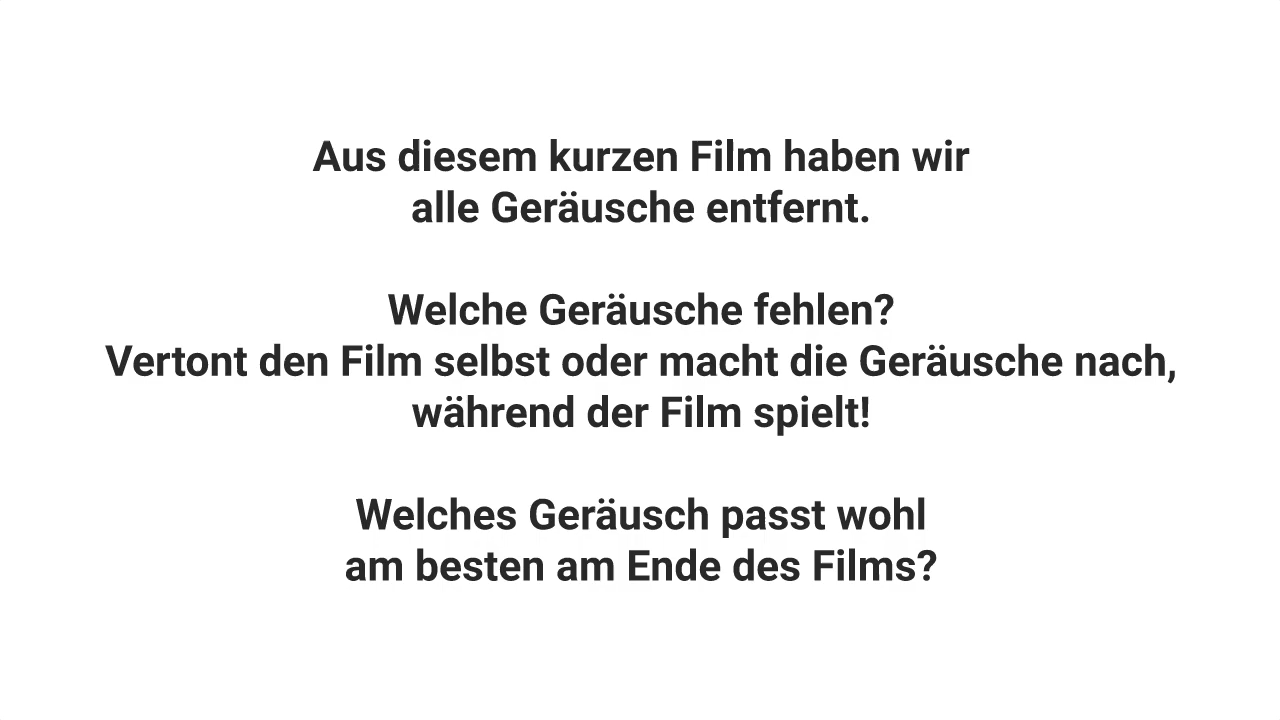 Aus diesem kurzen Film haben wir
alle Geräusche entfernt.
Welche Geräusche fehlen?
Vertont den Film selbst oder macht die Geräusche nach,
während der Film spielt!
Welches Geräusch passt wohl
am besten am Ende des Films?